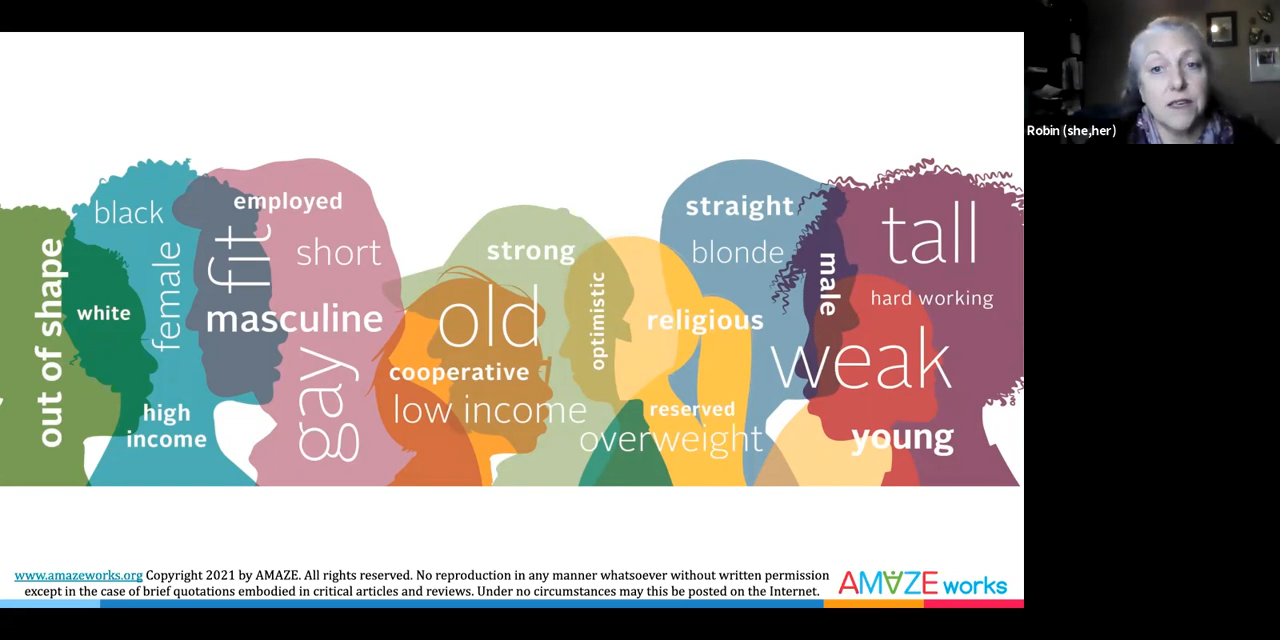 Robin (she,her)
out of shape
black
white
female
high
income
fit
employed
short
masculine
gay
strong
old
cooperative
low income
optimistic
religious
reserved
overweight
straight
blonde
male
tall
hard working
weak
young
www.amazeworks.org Copyright 2021 by AMAZE. All rights reserved. No reproduction in any manner whatsoever without written permission
except in the case of brief quotations embodied in critical articles and reviews. Under no circumstances may this be posted on the Internet.
AMAZE works